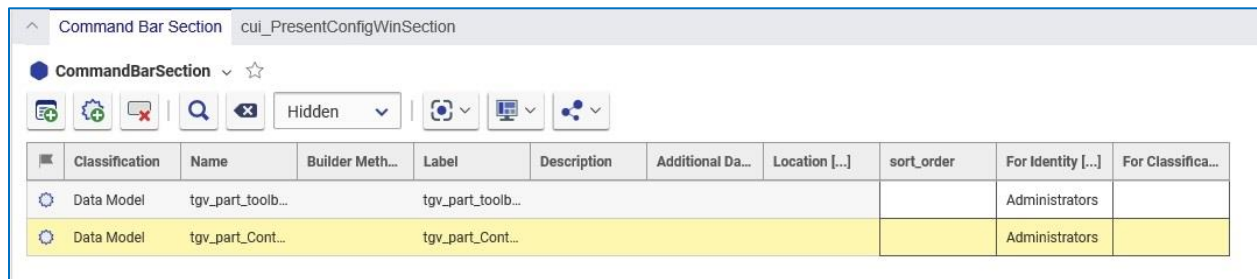 Command Bar Section cui_PresentConfigWinSection
CommandBarSection
Hidden
Classification Name Builder Meth... Label Description Additional Da... Location [...] sort_order For Identity [...] For Classifica...
Data Model tgv_part_toolb... tgv_part_toolb... Administrators
Data Model tgv_part_Cont... tgv_part_Cont... Administrators